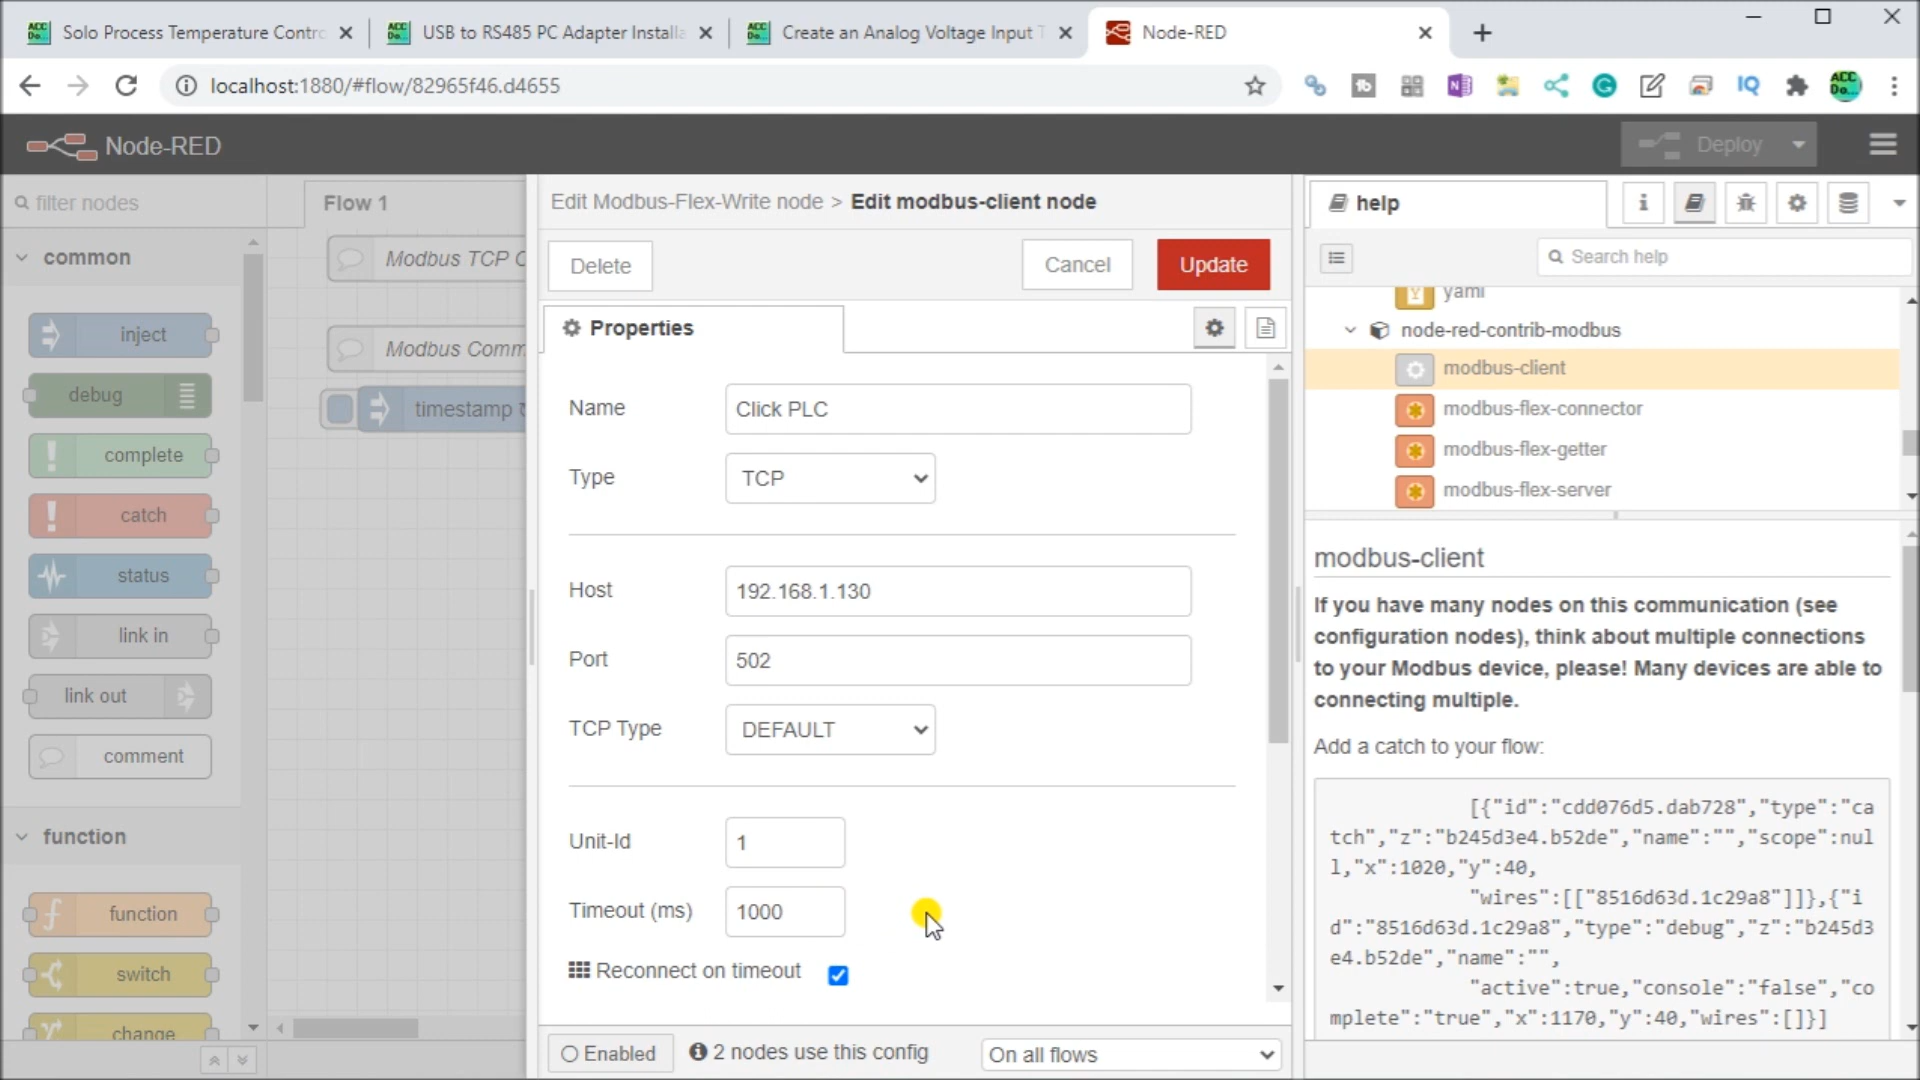 Solo Process Temperature Contro
USB to RS485 PC Adapter Installa
Create an Analog Voltage Input T
Node-RED
localhost:1880/#flow/82965f46.d4655
Node-RED
Deploy
filter nodes
common
inject
debug
complete
catch
status
link in
link out
comment
function
function
switch
change
Flow 1
Modbus TCP C
Modbus Comm
timestamp
Edit Modbus-Flex-Write node > Edit modbus-client node
Delete
Cancel
Update
Properties
Name
Click PLC
Type
TCP
Host
192.168.1.130
Port
502
TCP Type
DEFAULT
Unit-Id
1
Timeout (ms)
1000
Reconnect on timeout
Enabled
2 nodes use this config
On all flows
help
Search help
yaml
node-red-contrib-modbus
modbus-client
modbus-flex-connector
modbus-flex-getter
modbus-flex-server
modbus-client
If you have many nodes on this communication (see
configuration nodes), think about multiple connections
to your Modbus device, please! Many devices are able to
connecting multiple.
Add a catch to your flow:
[{"id":"cdd076d5.dab728","type":"ca
tch","z":"b245d3e4.b52de","name":"","scope":nul
l,"x":1020,"y":40,
"wires":[["8516d63d.1c29a8"]]},{"i
d":"8516d63d.1c29a8","type":"debug","z":"b245d3
e4.b52de","name":"",
"active":true,"console":"false","co
mplete":"true","x":1170,"y":40,"wires":[]}]